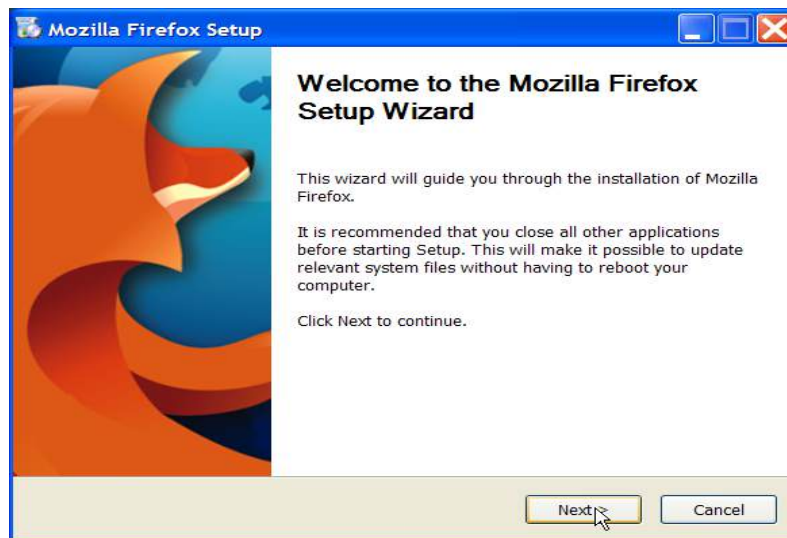 Mozilla Firefox Setup
Welcome to the Mozilla Firefox
Setup Wizard
This wizard will guide you through the installation of Mozilla
Firefox.
It is recommended that you close all other applications
before starting Setup. This will make it possible to update
relevant system files without having to reboot your
computer.
Click Next to continue.
Next >
Cancel